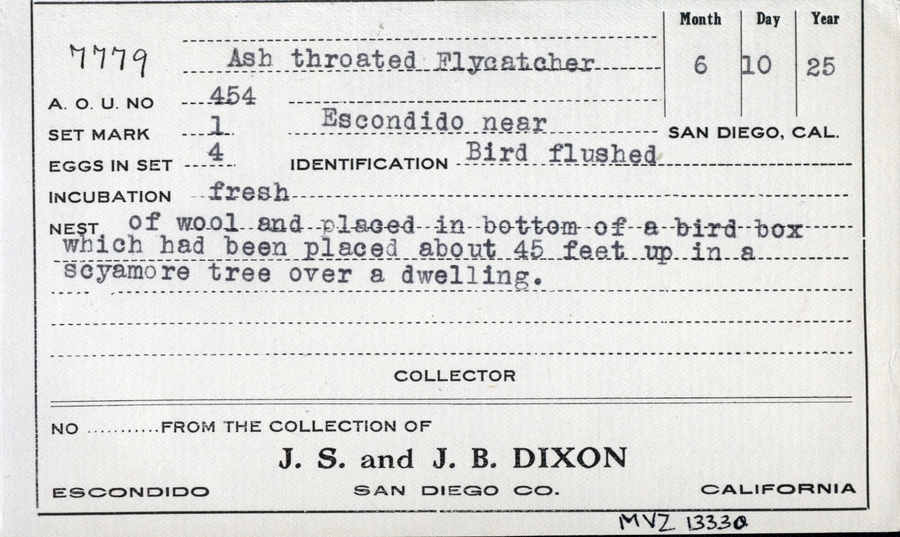 Month Day Year
7779 Ash throated Flycatcher 6 10 25
A. O. U. NO 454
SET MARK 1 Escondido near SAN DIEGO, CAL.
EGGS IN SET 4 IDENTIFICATION Bird flushed
INCUBATION fresh
NEST of wool and placed in bottom of a bird box
which had been placed about 45 feet up in a
scyamore tree over a dwelling.
COLLECTOR
NO ...........FROM THE COLLECTION OF
J. S. and J. B. DIXON
ESCONDIDO SAN DIEGO CO. CALIFORNIA
MVZ 13330